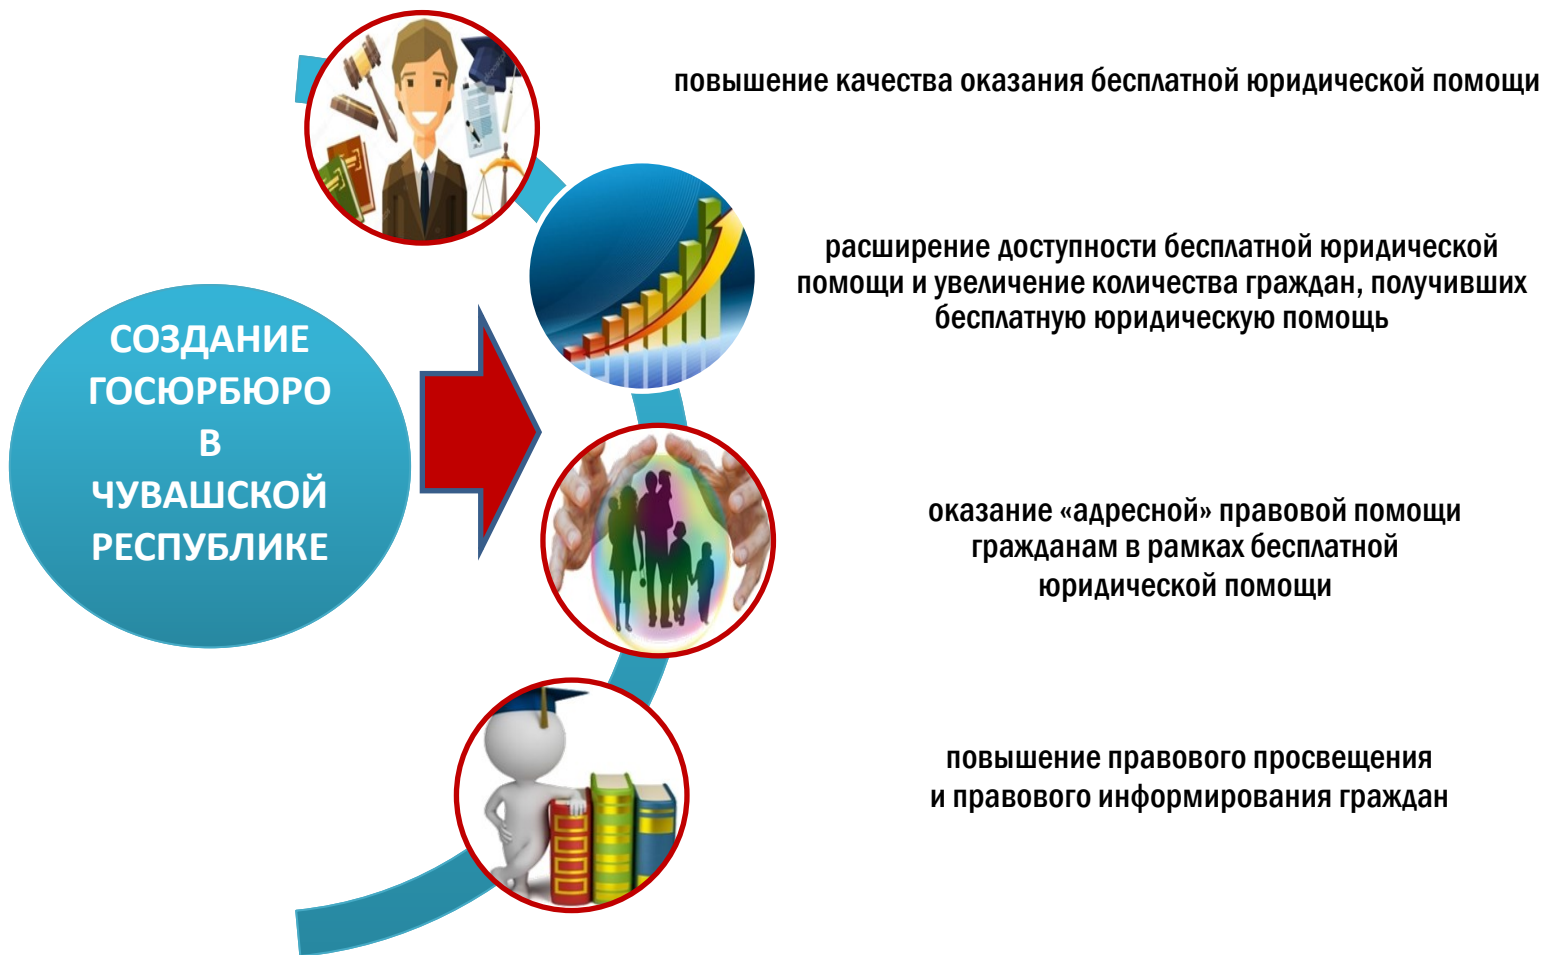 СОЗДАНИЕ
ГОСЮРБЮРО
В
ЧУВАШСКОЙ
РЕСПУБЛИКЕ
повышение качества оказания бесплатной юридической помощи
расширение доступности бесплатной юридической
помощи и увеличение количества граждан, получивших
бесплатную юридическую помощь
оказание «адресной» правовой помощи
гражданам в рамках бесплатной
юридической помощи
повышение правового просвещения
и правового информирования граждан